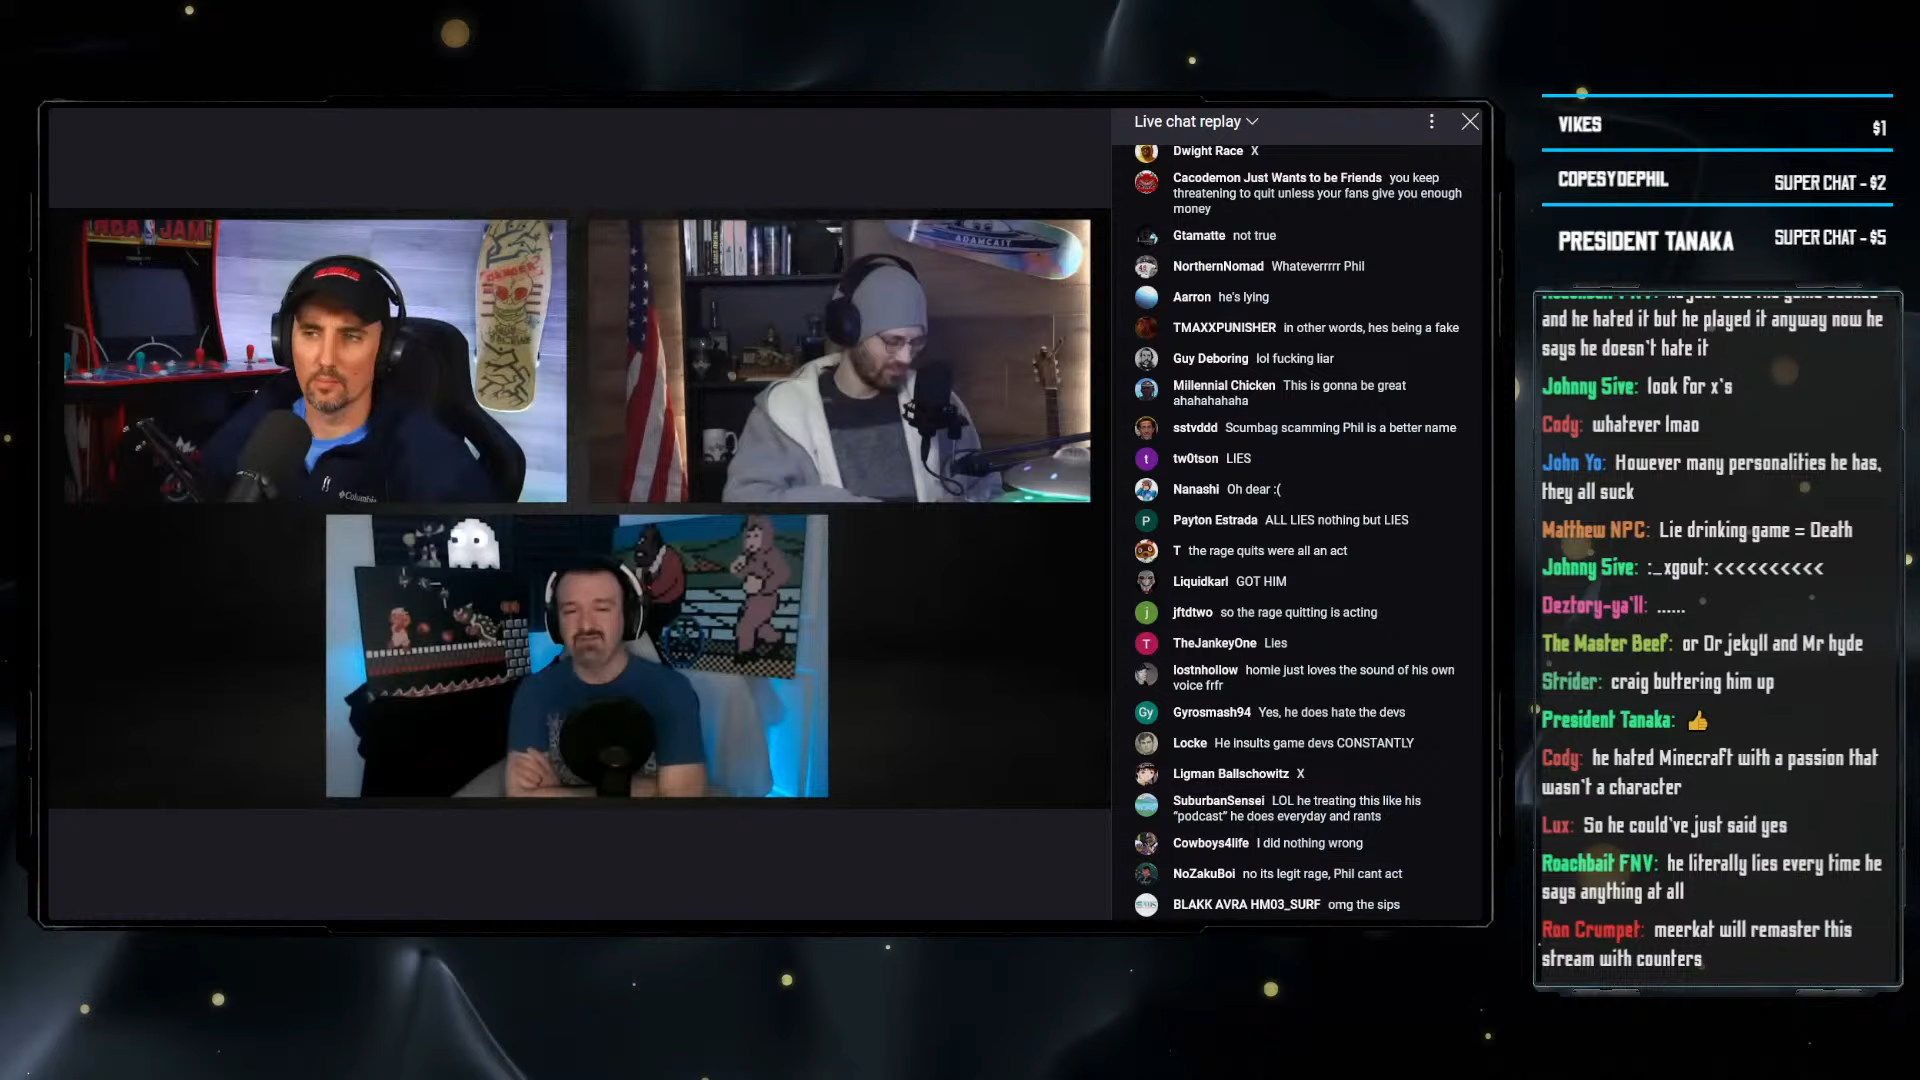 NBA JAM
DANGER
ADAMCAIT
Columbia
Live chat replay
Dwight Race X
Cacodemon Just Wants to be Friends you keep
threatening to quit unless your fans give you enough
money
Gtamatte not true
NorthernNomad Whateverrrrr Phil
Aarron he's lying
TMAXXPUNISHER in other words, hes being a fake
Guy Deboring lol fucking liar
Millennial Chicken This is gonna be great
ahahahahaha
sstvddd Scumbag scamming Phil is a better name
t tw0tson LIES
Nanashi Oh dear :(
P Payton Estrada ALL LIES nothing but LIES
T the rage quits were all an act
Liquidkarl GOT HIM
j jftdtwo so the rage quitting is acting
T TheJankeyOne Lies
lostnhollow homie just loves the sound of his own
voice frfr
Gy Gyrosmash94 Yes, he does hate the devs
Locke He insults game devs CONSTANTLY
Ligman Ballschowitz X
SuburbanSensei LOL he treating this like his
"podcast" he does everyday and rants
Cowboys4life I did nothing wrong
NoZakuBoi no its legit rage, Phil cant act
BLAKK AVRA HM03_SURF omg the sips
VIKES $1
COPESYDEPHIL SUPER CHAT - $2
PRESIDENT TANAKA SUPER CHAT - $5
and he hated it but he played it anyway now he
says he doesn't hate it
Johnny 5ive: look for x's
Cody: whatever lmao
John Yo: However many personalities he has,
they all suck
Matthew NPC: Lie drinking game = Death
Johnny 5ive: :_xgout: <<<<<<<<<<
Deztory-ya'll: ......
The Master Beef: or Dr jekyll and Mr hyde
Strider: craig buttering him up
President Tanaka: 👍
Cody: he hated Minecraft with a passion that
wasn't a character
Lux: So he could've just said yes
Roachbait FNV: he literally lies every time he
says anything at all
Ron Crumpet: meerkat will remaster this
stream with counters